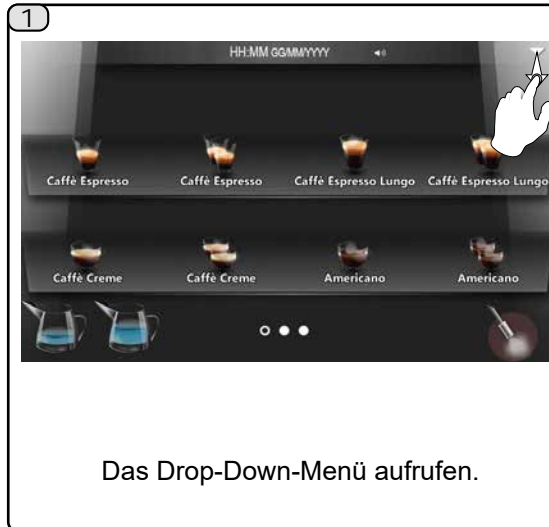 1
HH:MM GG/MM/YYYY
Caffè Espresso Caffè Espresso Caffè Espresso Lungo Caffè Espresso Lungo
Caffè Creme Caffè Creme Americano Americano
Das Drop-Down-Menü aufrufen.